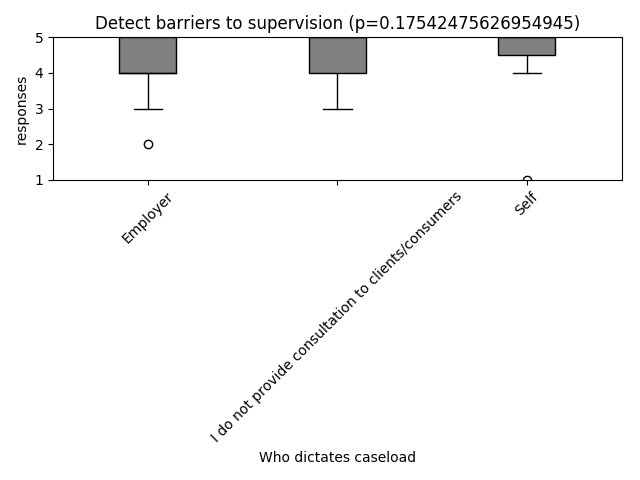 Detect barriers to supervision (p=0.17542475626954945)
responses
5
4
3
2
1
Employer
I do not provide consultation to clients/consumers
Self
Who dictates caseload